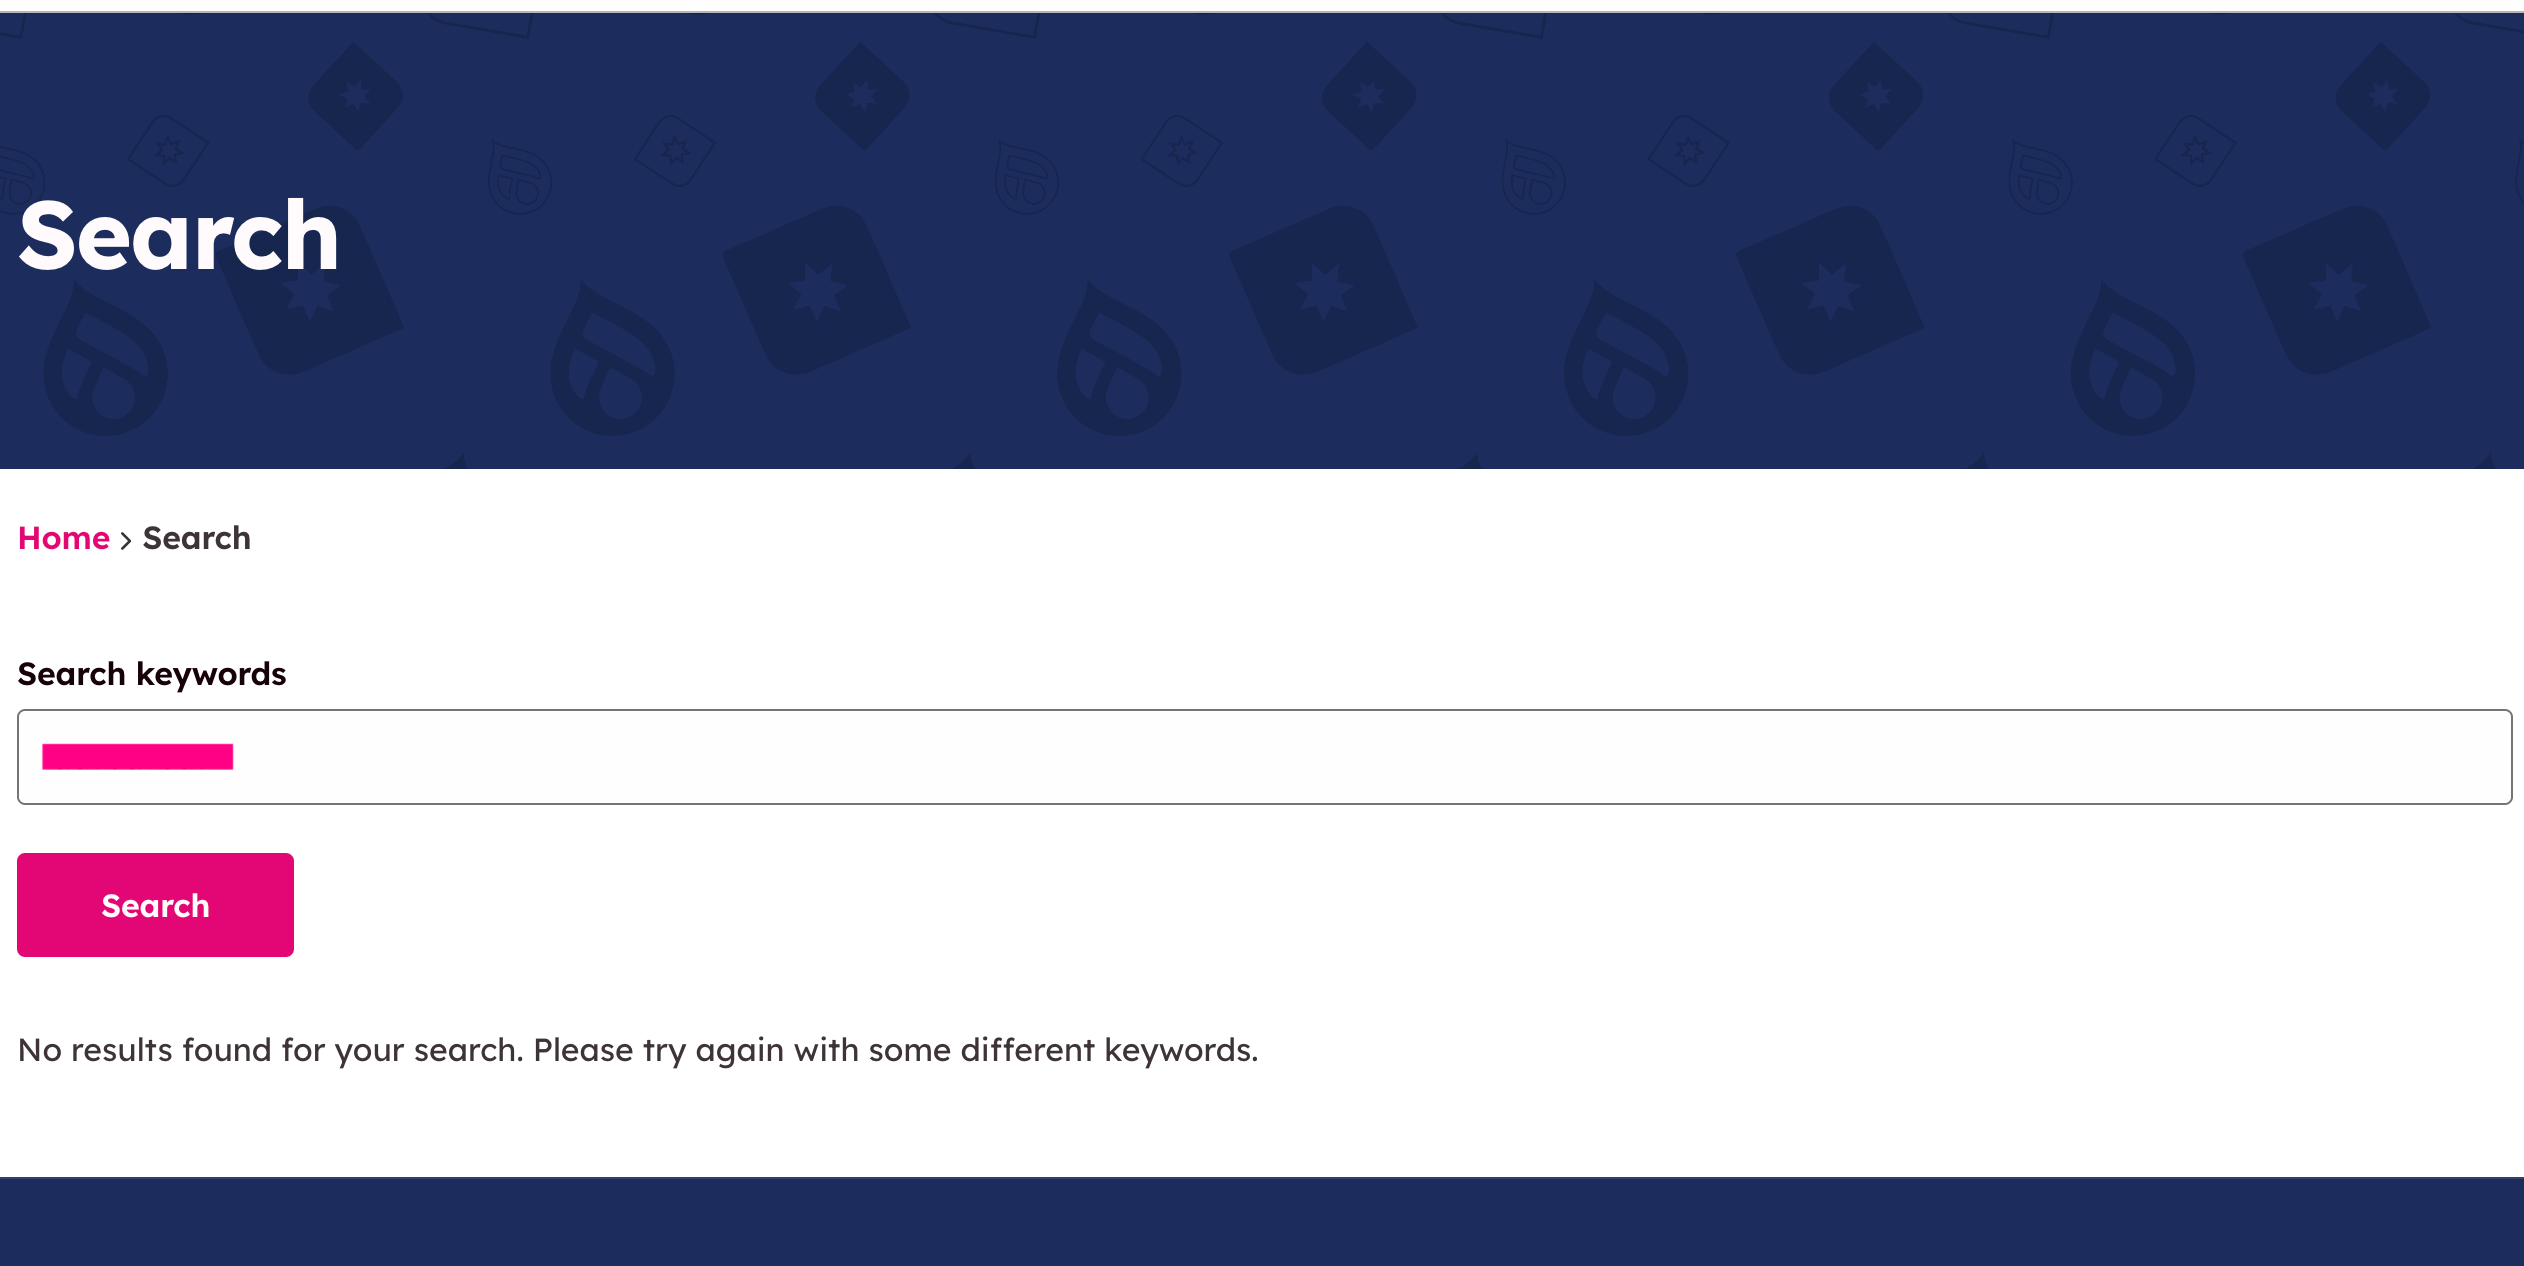 Search
Home > Search
Search keywords
Search
No results found for your search. Please try again with some different keywords.